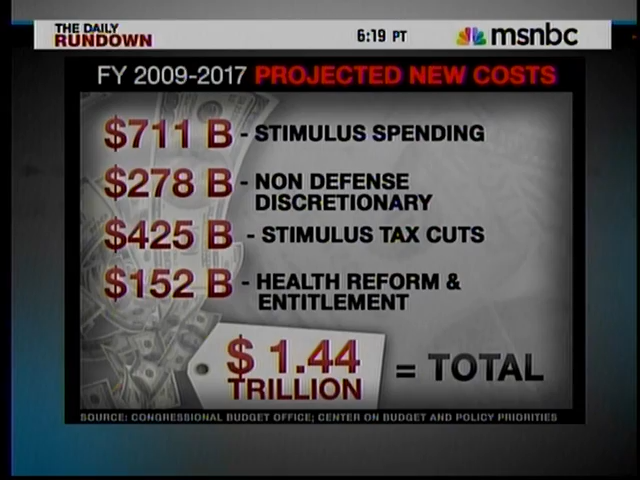 THE DAILY
RUNDOWN
6:19 PT
msnbc
FY 2009-2017 PROJECTED NEW COSTS
$711 B - STIMULUS SPENDING
$278 B - NON DEFENSE
DISCRETIONARY
$425 B - STIMULUS TAX CUTS
$152 B - HEALTH REFORM &
ENTITLEMENT
$ 1.44
TRILLION
= TOTAL
SOURCE: CONGRESSIONAL BUDGET OFFICE; CENTER ON BUDGET AND POLICY PRIORITIES